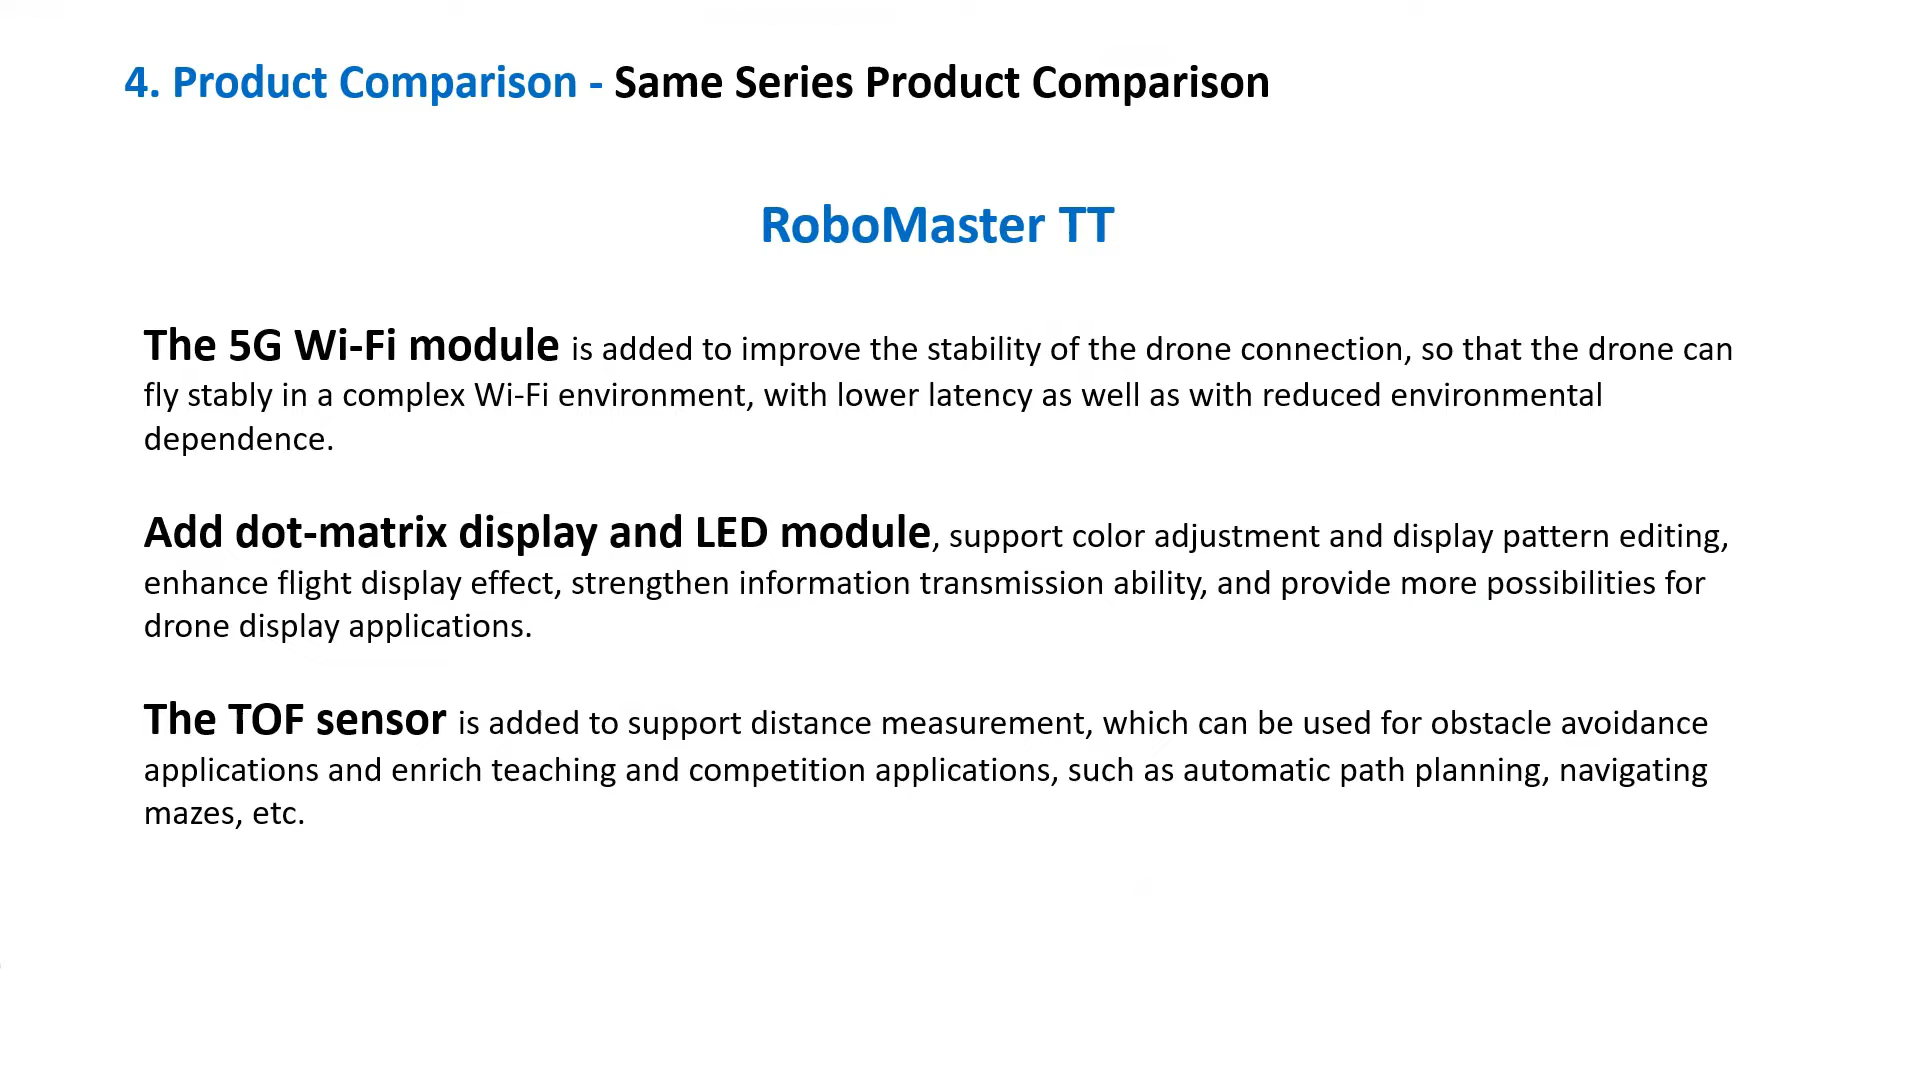 4. Product Comparison - Same Series Product Comparison
RoboMaster TT
The 5G Wi-Fi module is added to improve the stability of the drone connection, so that the drone can
fly stably in a complex Wi-Fi environment, with lower latency as well as with reduced environmental
dependence.
Add dot-matrix display and LED module, support color adjustment and display pattern editing,
enhance flight display effect, strengthen information transmission ability, and provide more possibilities for
drone display applications.
The TOF sensor is added to support distance measurement, which can be used for obstacle avoidance
applications and enrich teaching and competition applications, such as automatic path planning, navigating
mazes, etc.